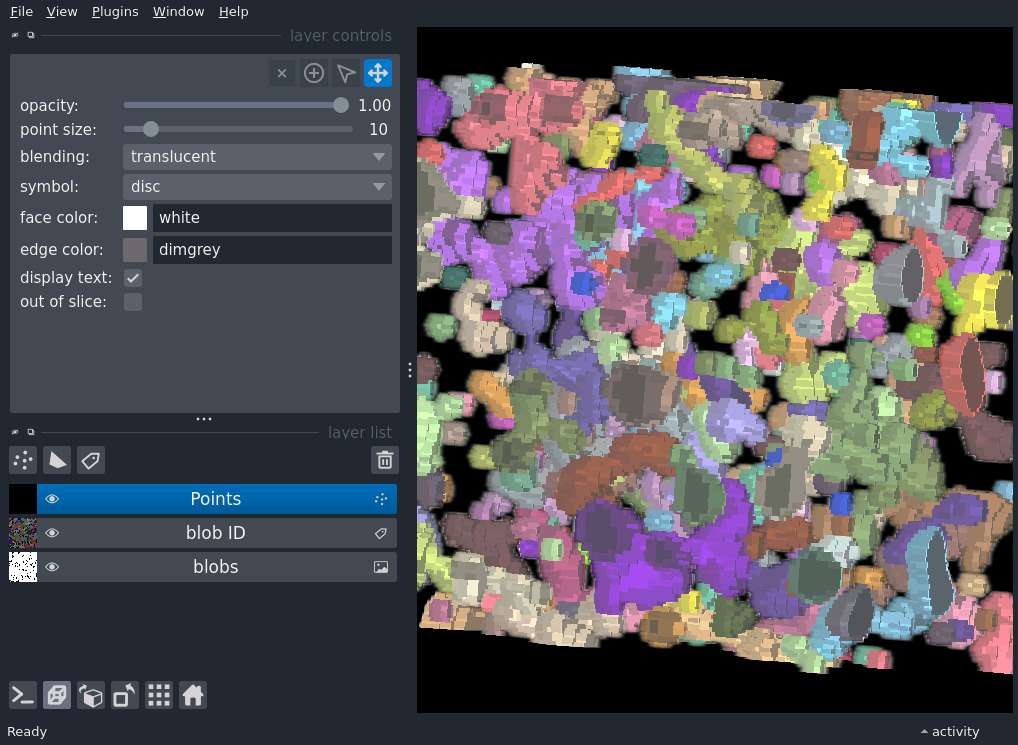 File View Plugins Window Help
layer controls
opacity: 1.00
point size: 10
blending: translucent
symbol: disc
face color: white
edge color: dimgrey
display text:
out of slice:
layer list
Points
blob ID
blobs
Ready activity